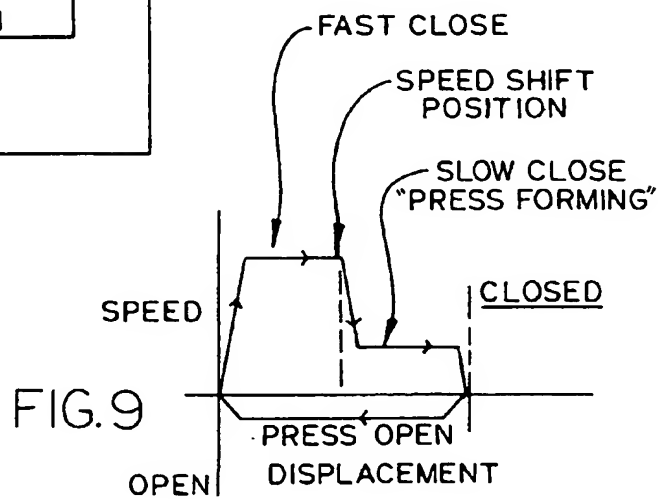 FAST CLOSE
SPEED SHIFT
POSITION
SLOW CLOSE
"PRESS FORMING"
CLOSED
SPEED
FIG. 9
PRESS OPEN
DISPLACEMENT
OPEN